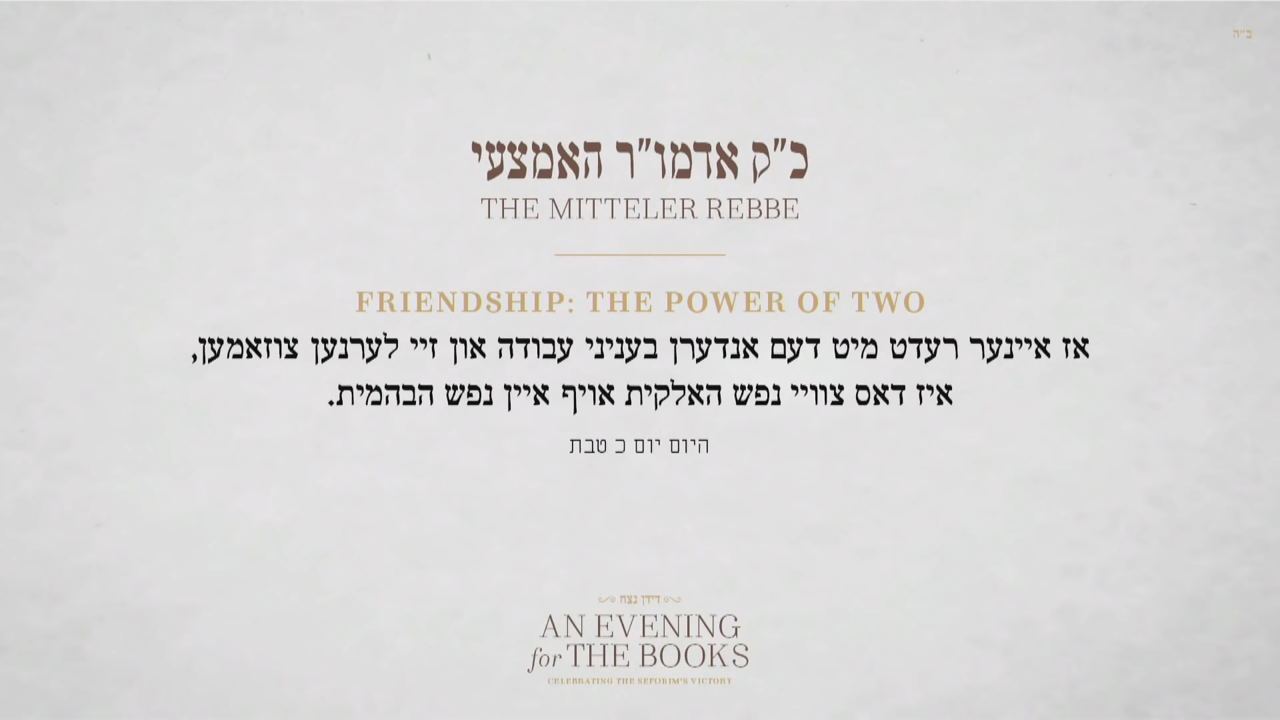 ב"ה
כ"ק אדמו"ר האמצעי
THE MITTELER REBBE
FRIENDSHIP: THE POWER OF TWO
אז איינער רעדט מיט דעם אנדערן בעניני עבודה און זיי לערנען צוזאמען,
איז דאס צוויי נפש האלקית אויף איין נפש הבהמית.
היום יום כ טבת
דידן נצח
AN EVENING
for THE BOOKS
CELEBRATING THE SEFORIM'S VICTORY